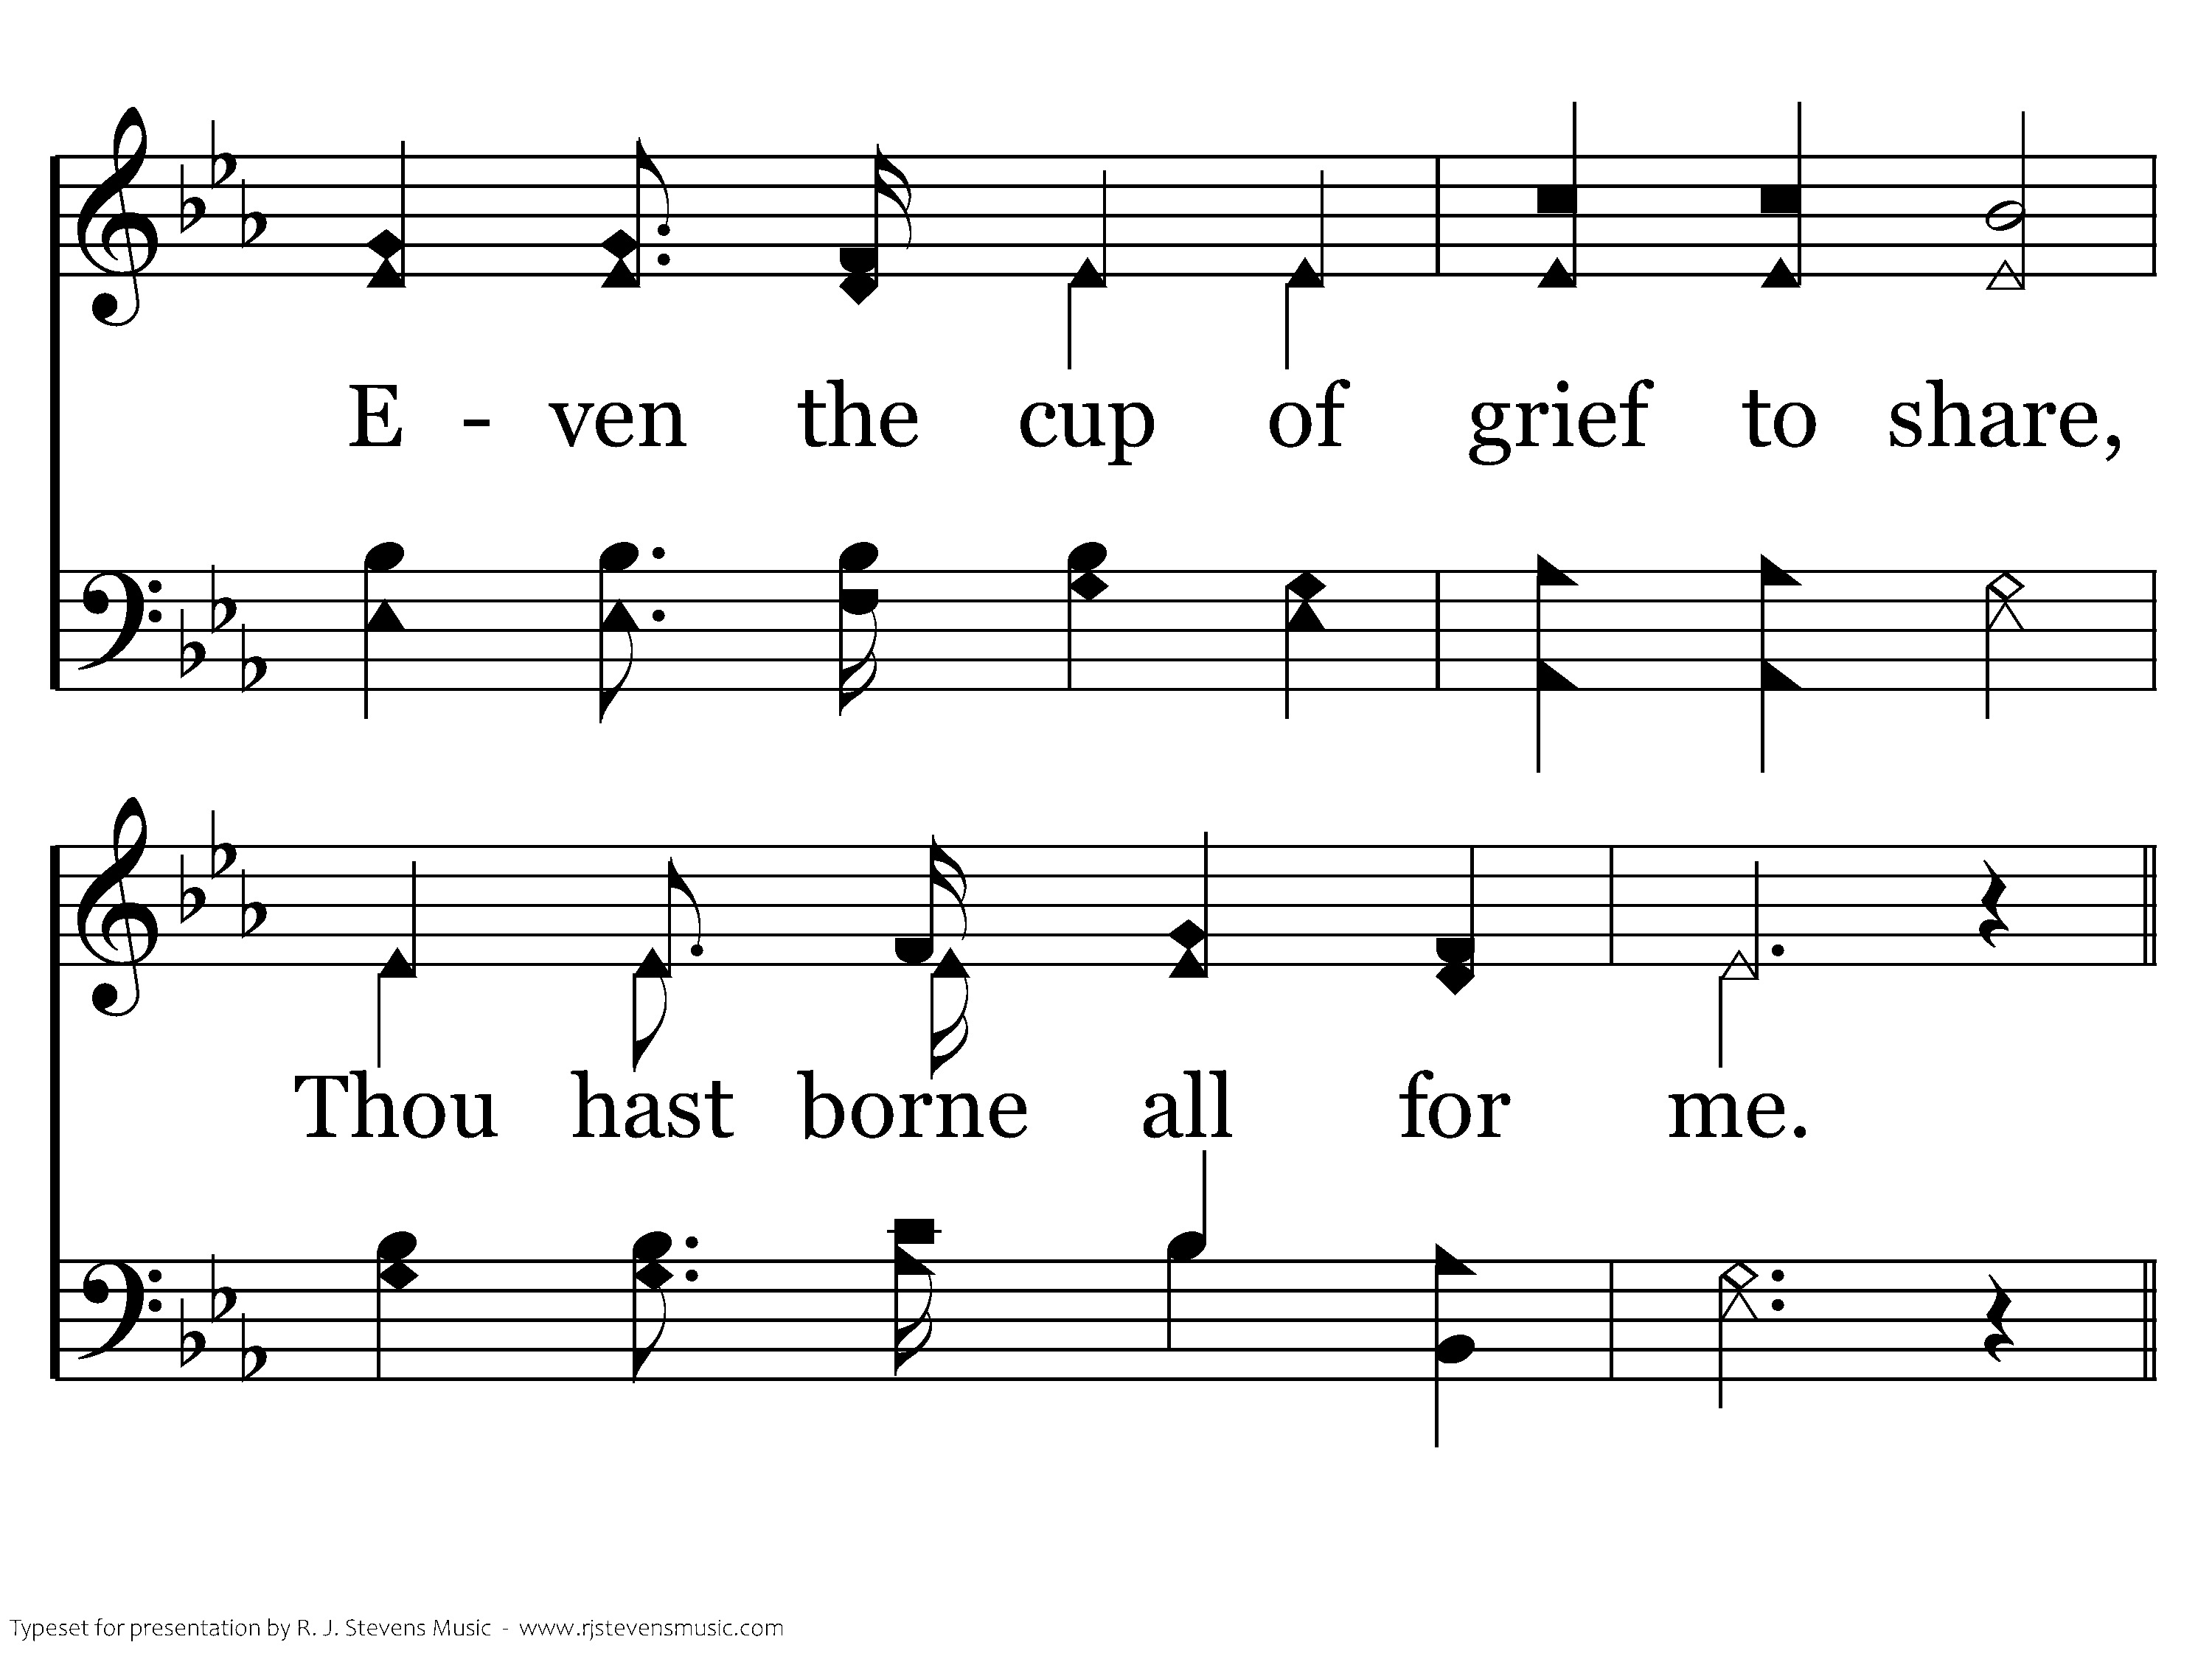 E - ven the cup of grief to share,
Thou hast borne all for me.
Typeset for presentation by R. J. Stevens Music - www.rjstevensmusic.com